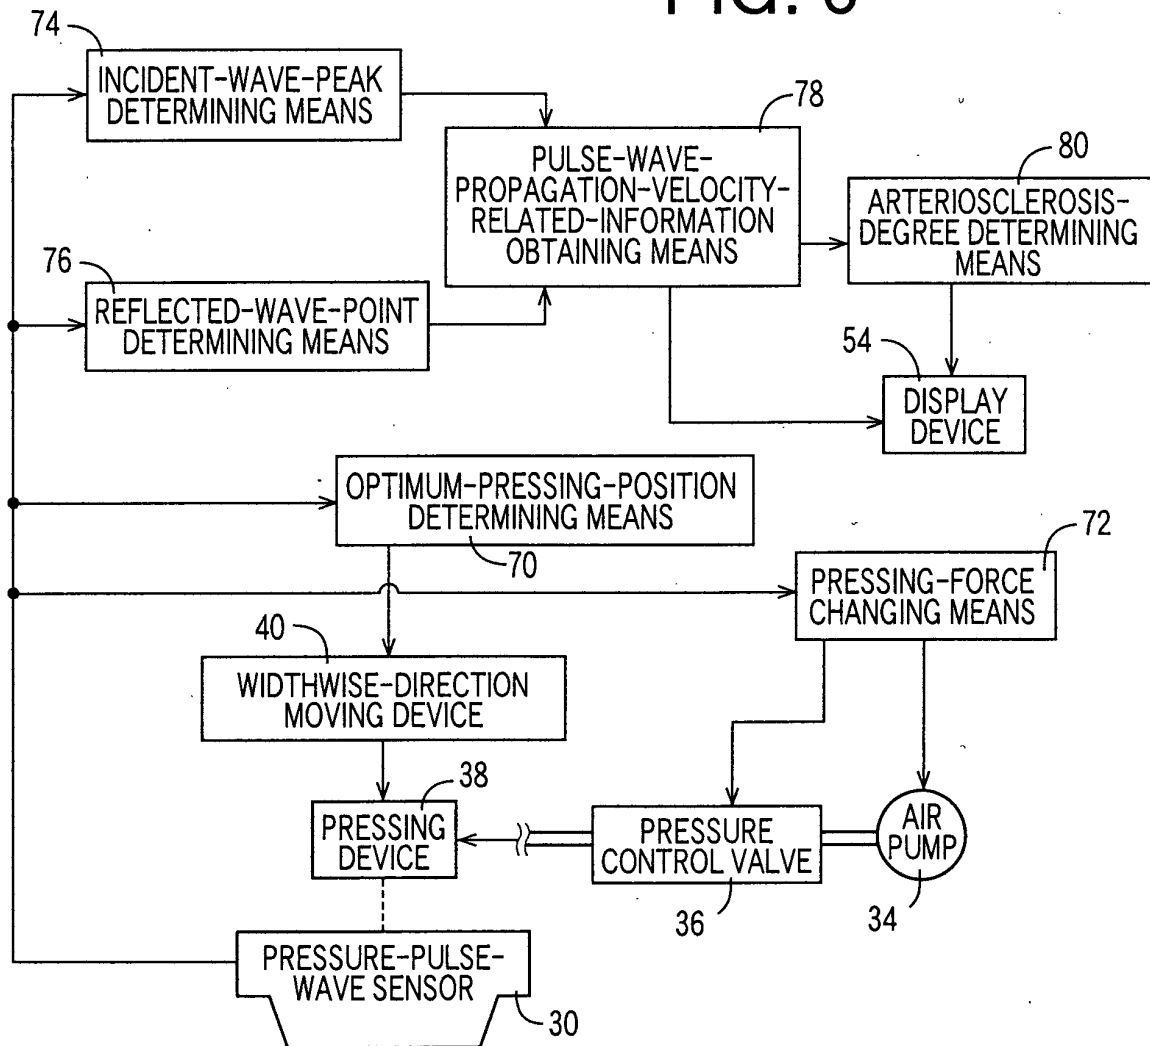 74
INCIDENT-WAVE-PEAK
DETERMINING MEANS
78
PULSE-WAVE-
PROPAGATION-VELOCITY-
RELATED-INFORMATION
OBTAINING MEANS
80
ARTERIOSCLEROSIS-
DEGREE DETERMINING
MEANS
76
REFLECTED-WAVE-POINT
DETERMINING MEANS
54
DISPLAY
DEVICE
OPTIMUM-PRESSING-POSITION
DETERMINING MEANS
70
72
PRESSING-FORCE
CHANGING MEANS
40
WIDTHWISE-DIRECTION
MOVING DEVICE
38
PRESSING
DEVICE
PRESSURE
CONTROL VALVE
36
AIR
PUMP
34
PRESSURE-PULSE-
WAVE SENSOR
30